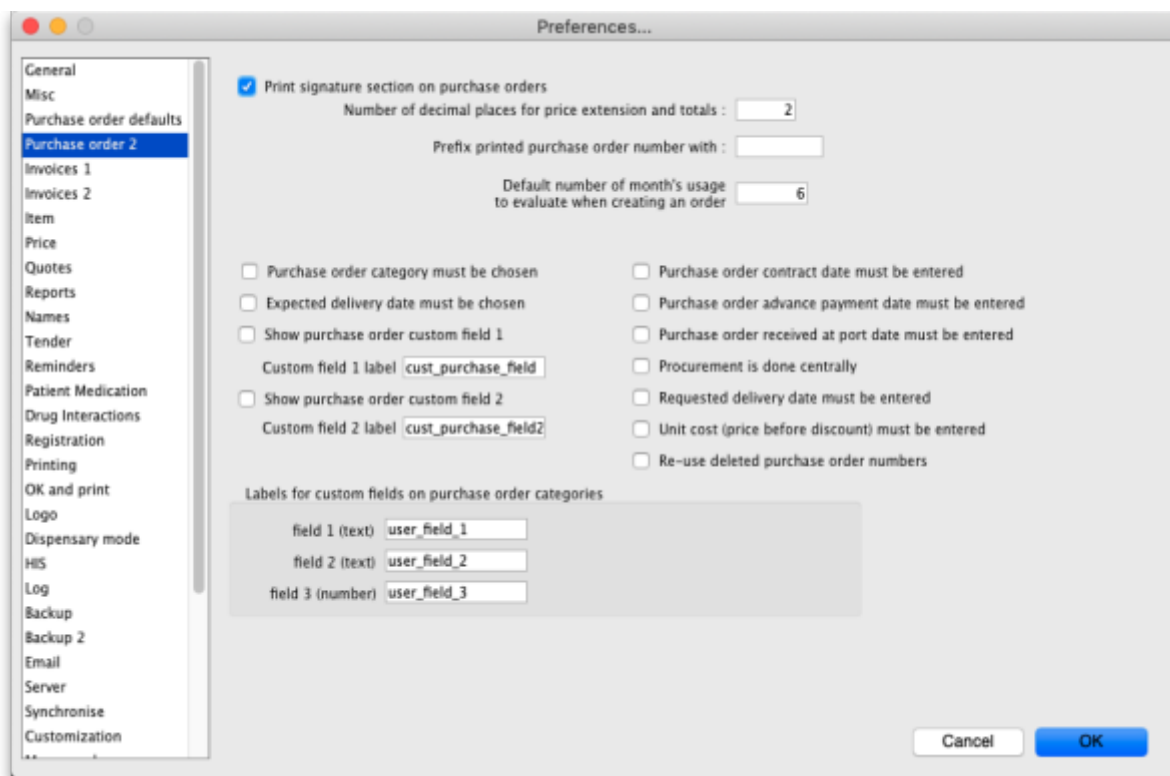 Preferences...
General
Misc
Purchase order defaults
Purchase order 2
Invoices 1
Invoices 2
Item
Price
Quotes
Reports
Names
Tender
Reminders
Patient Medication
Drug Interactions
Registration
Printing
OK and print
Logo
Dispensary mode
HIS
Log
Backup
Backup 2
Email
Server
Synchronise
Customization
Print signature section on purchase orders
Number of decimal places for price extension and totals : 2
Prefix printed purchase order number with :
Default number of month's usage
to evaluate when creating an order 6
Purchase order category must be chosen
Expected delivery date must be chosen
Show purchase order custom field 1
Custom field 1 label cust_purchase_field
Show purchase order custom field 2
Custom field 2 label cust_purchase_field2
Purchase order contract date must be entered
Purchase order advance payment date must be entered
Purchase order received at port date must be entered
Procurement is done centrally
Requested delivery date must be entered
Unit cost (price before discount) must be entered
Re-use deleted purchase order numbers
Labels for custom fields on purchase order categories
field 1 (text) user_field_1
field 2 (text) user_field_2
field 3 (number) user_field_3
Cancel
OK